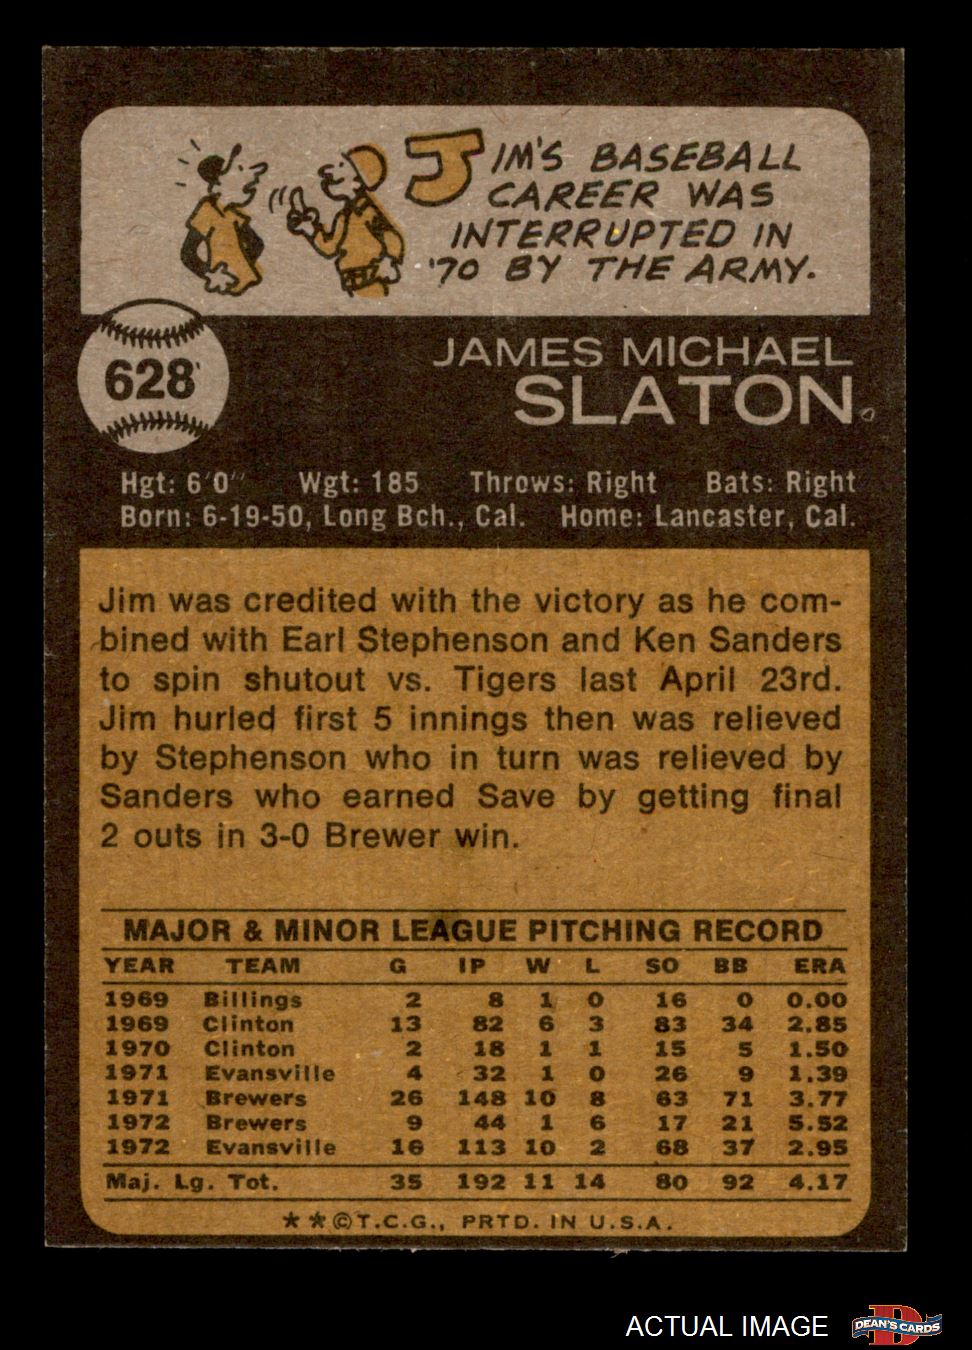 JIM'S BASEBALL
CAREER WAS
INTERRUPTED IN
'70 BY THE ARMY.
628
JAMES MICHAEL
SLATON
Hgt: 6'0" Wgt: 185 Throws: Right Bats: Right
Born: 6-19-50, Long Bch., Cal. Home: Lancaster, Cal.
Jim was credited with the victory as he com-
bined with Earl Stephenson and Ken Sanders
to spin shutout vs. Tigers last April 23rd.
Jim hurled first 5 innings then was relieved
by Stephenson who in turn was relieved by
Sanders who earned Save by getting final
2 outs in 3-0 Brewer win.
MAJOR & MINOR LEAGUE PITCHING RECORD
YEAR TEAM G IP W L SO BB ERA
1969 Billings 2 8 1 0 16 0 0.00
1969 Clinton 13 82 6 3 83 34 2.85
1970 Clinton 2 18 1 1 15 5 1.50
1971 Evansville 4 32 1 0 26 9 1.39
1971 Brewers 26 148 10 8 63 71 3.77
1972 Brewers 9 44 1 6 17 21 5.52
1972 Evansville 16 113 10 2 68 37 2.95
Maj. Lg. Tot. 35 192 11 14 80 92 4.17
★★©T.C.G., PRTD. IN U.S.A.
ACTUAL IMAGE
D
DEAN'S CARDS